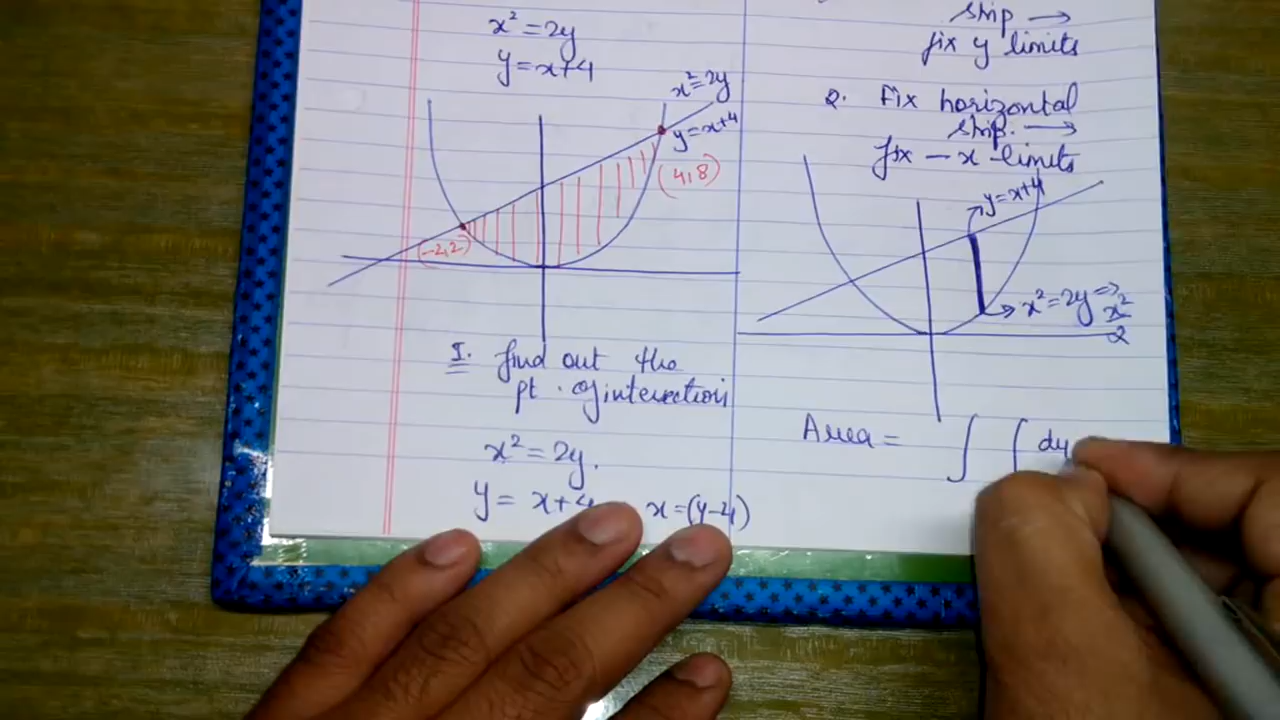 x² = 2y
y = x+4
x² = 2y
y = x+4
(4,8)
(-2,2)
I. find out the
pt. of intersection
x² = 2y.
y = x+4 x = (y-4)
strip →
fix y limits
2. Fix horizontal
strip. →
fix - x - limits
y = x+4
x² = 2y ⇒
x²
2
Area = ∫ ∫ dy